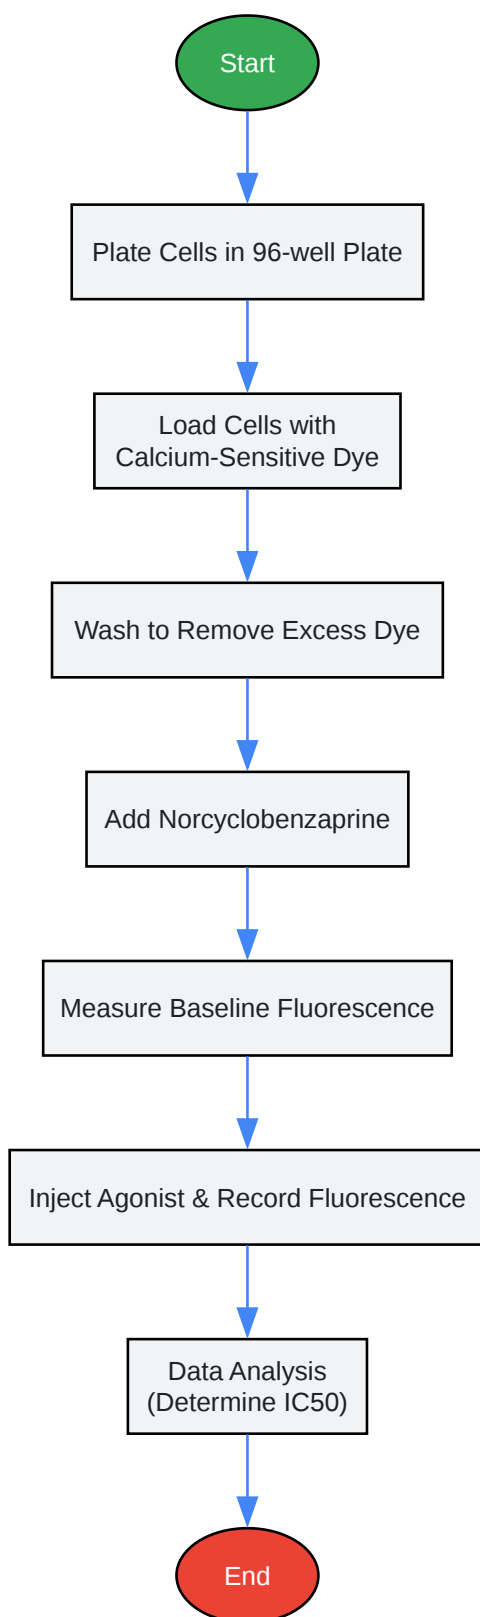 Start
Plate Cells in 96-well Plate
Load Cells with
Calcium-Sensitive Dye
Wash to Remove Excess Dye
Add Norcyclobenzaprine
Measure Baseline Fluorescence
Inject Agonist & Record Fluorescence
Data Analysis
(Determine IC50)
End